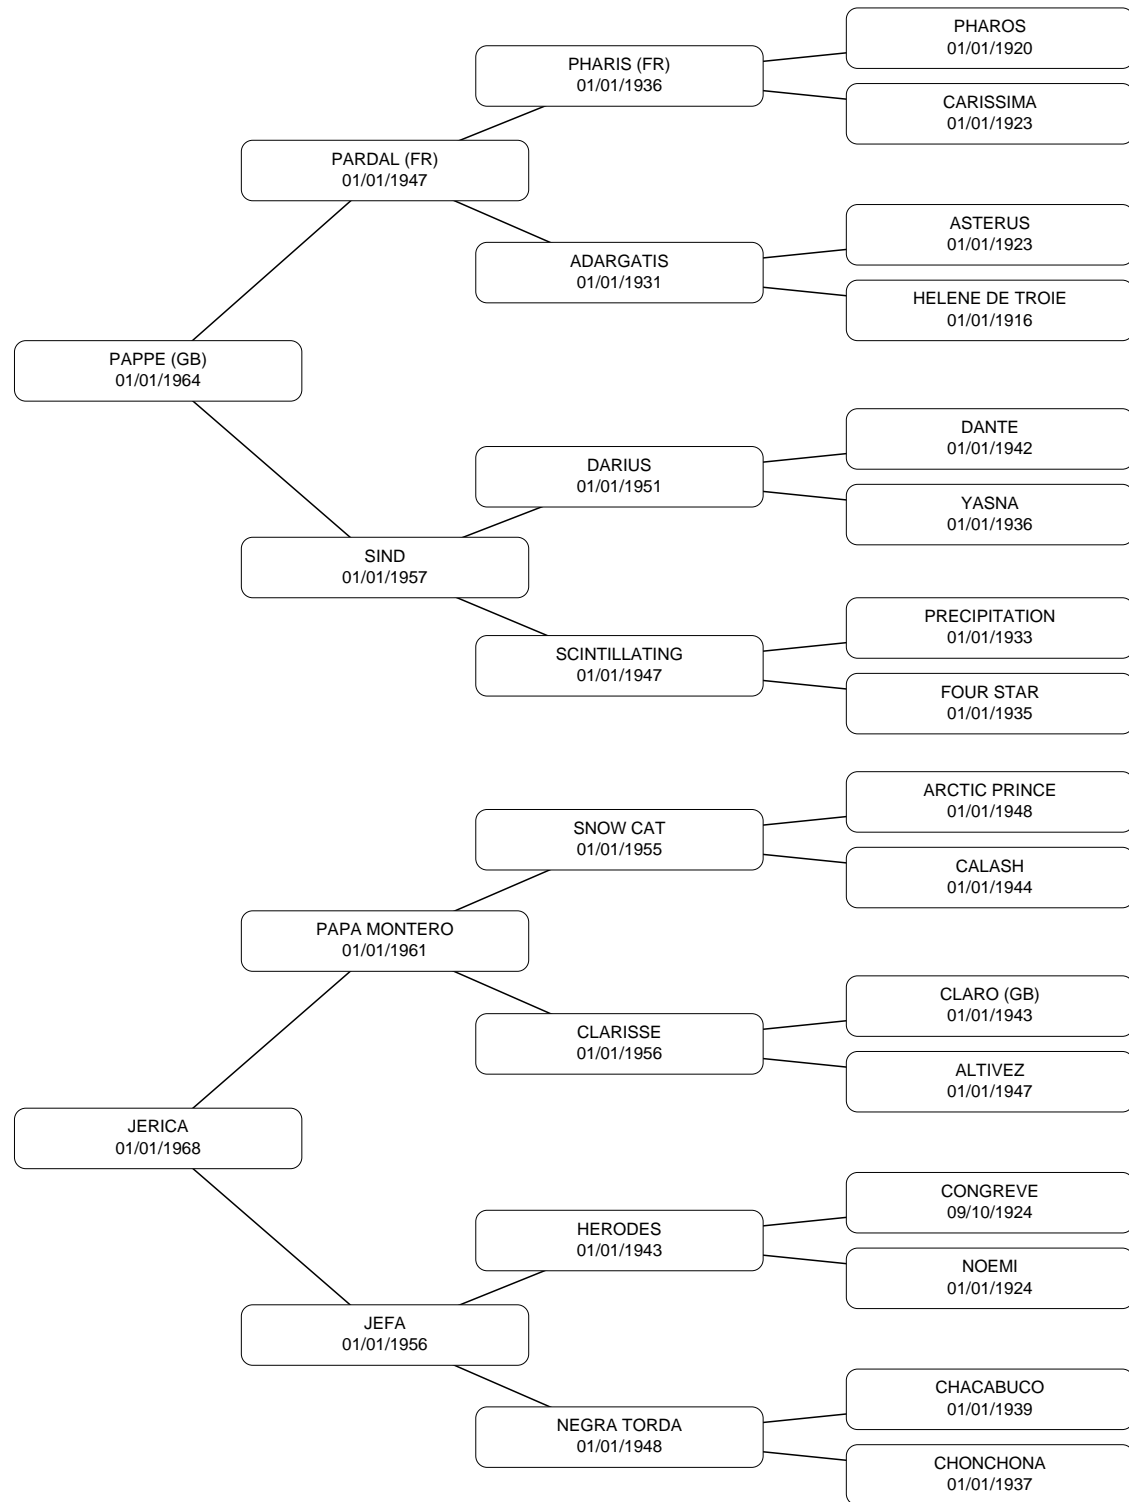 PHAROS
01/01/1920
PHARIS (FR)
01/01/1936
CARISSIMA
01/01/1923
PARDAL (FR)
01/01/1947
ASTERUS
01/01/1923
ADARGATIS
01/01/1931
HELENE DE TROIE
01/01/1916
PAPPE (GB)
01/01/1964
DANTE
01/01/1942
DARIUS
01/01/1951
YASNA
01/01/1936
SIND
01/01/1957
PRECIPITATION
01/01/1933
SCINTILLATING
01/01/1947
FOUR STAR
01/01/1935
ARCTIC PRINCE
01/01/1948
SNOW CAT
01/01/1955
CALASH
01/01/1944
PAPA MONTERO
01/01/1961
CLARO (GB)
01/01/1943
CLARISSE
01/01/1956
ALTIVEZ
01/01/1947
JERICA
01/01/1968
CONGREVE
09/10/1924
HERODES
01/01/1943
NOEMI
01/01/1924
JEFA
01/01/1956
CHACABUCO
01/01/1939
NEGRA TORDA
01/01/1948
CHONCHONA
01/01/1937